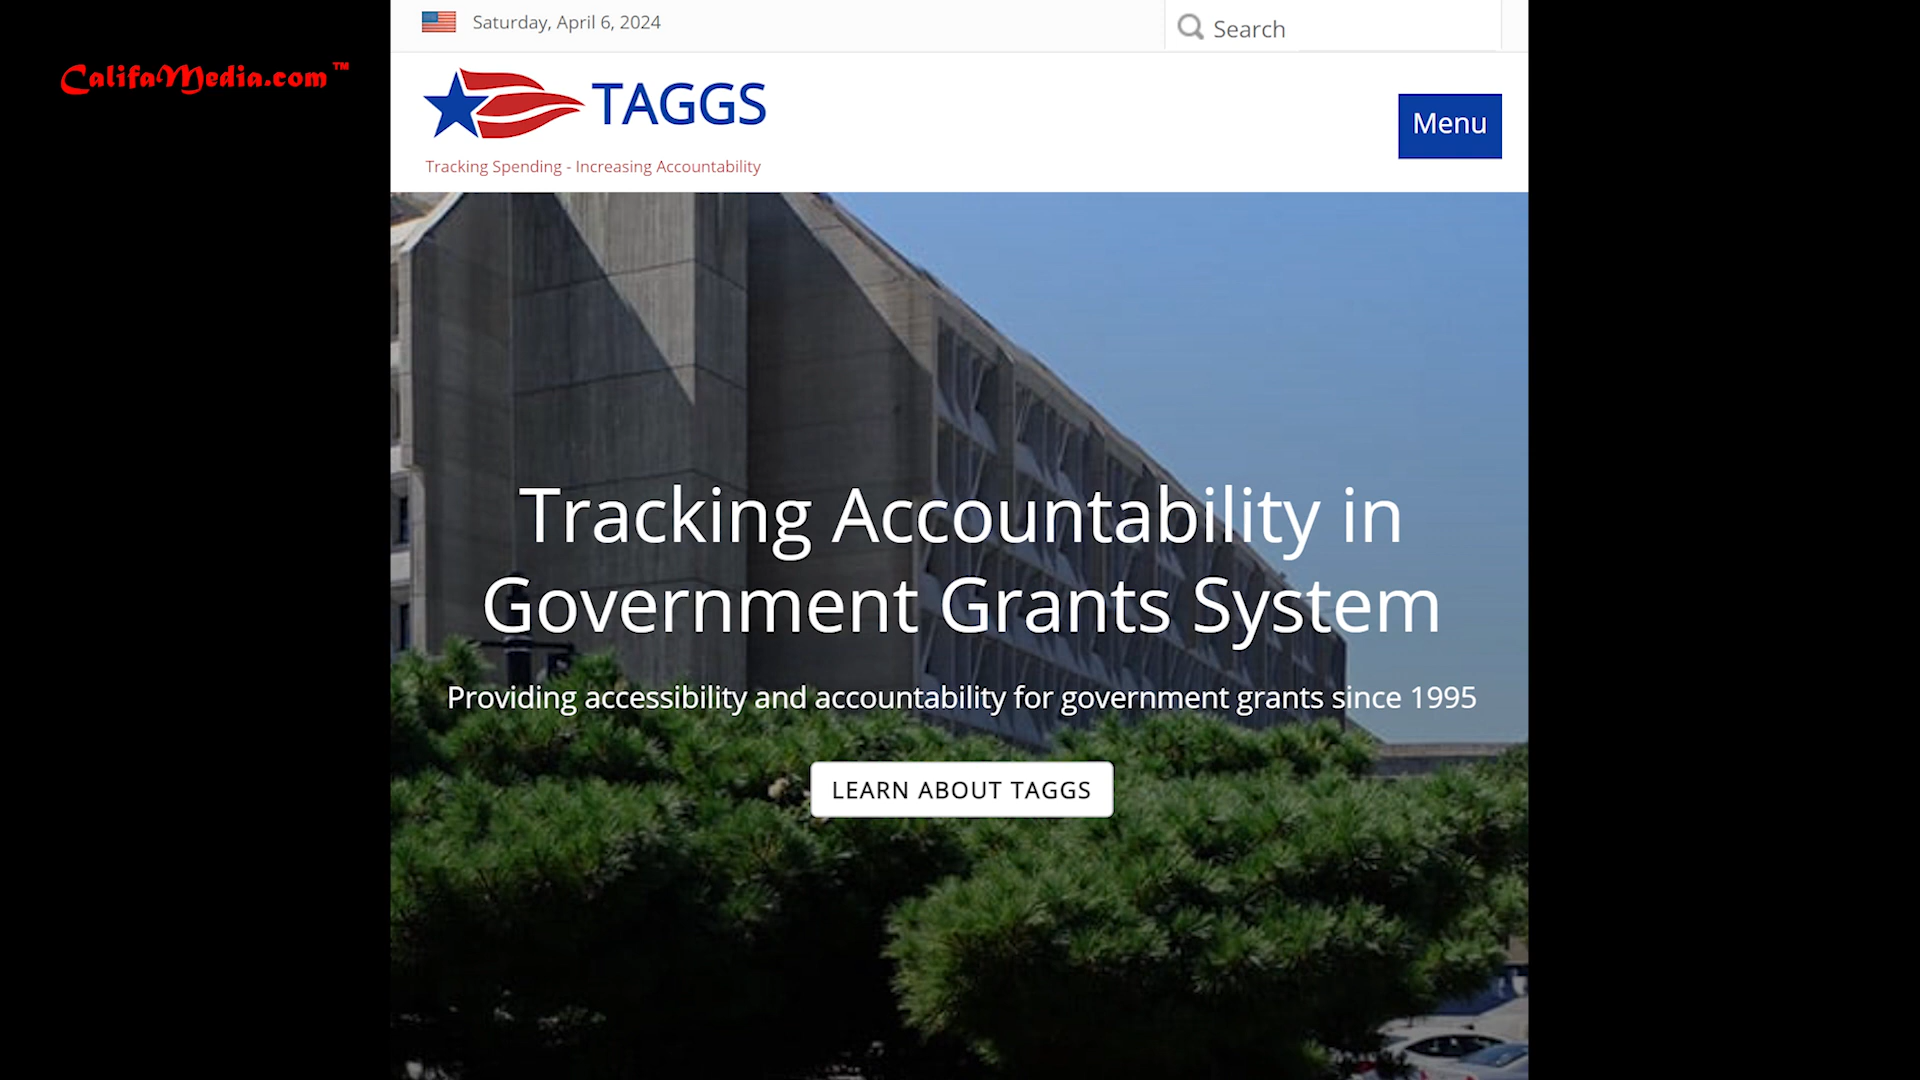 CalifaMedia.com™
Saturday, April 6, 2024
Search
TAGGS
Tracking Spending - Increasing Accountability
Menu
Tracking Accountability in
Government Grants System
Providing accessibility and accountability for government grants since 1995
LEARN ABOUT TAGGS